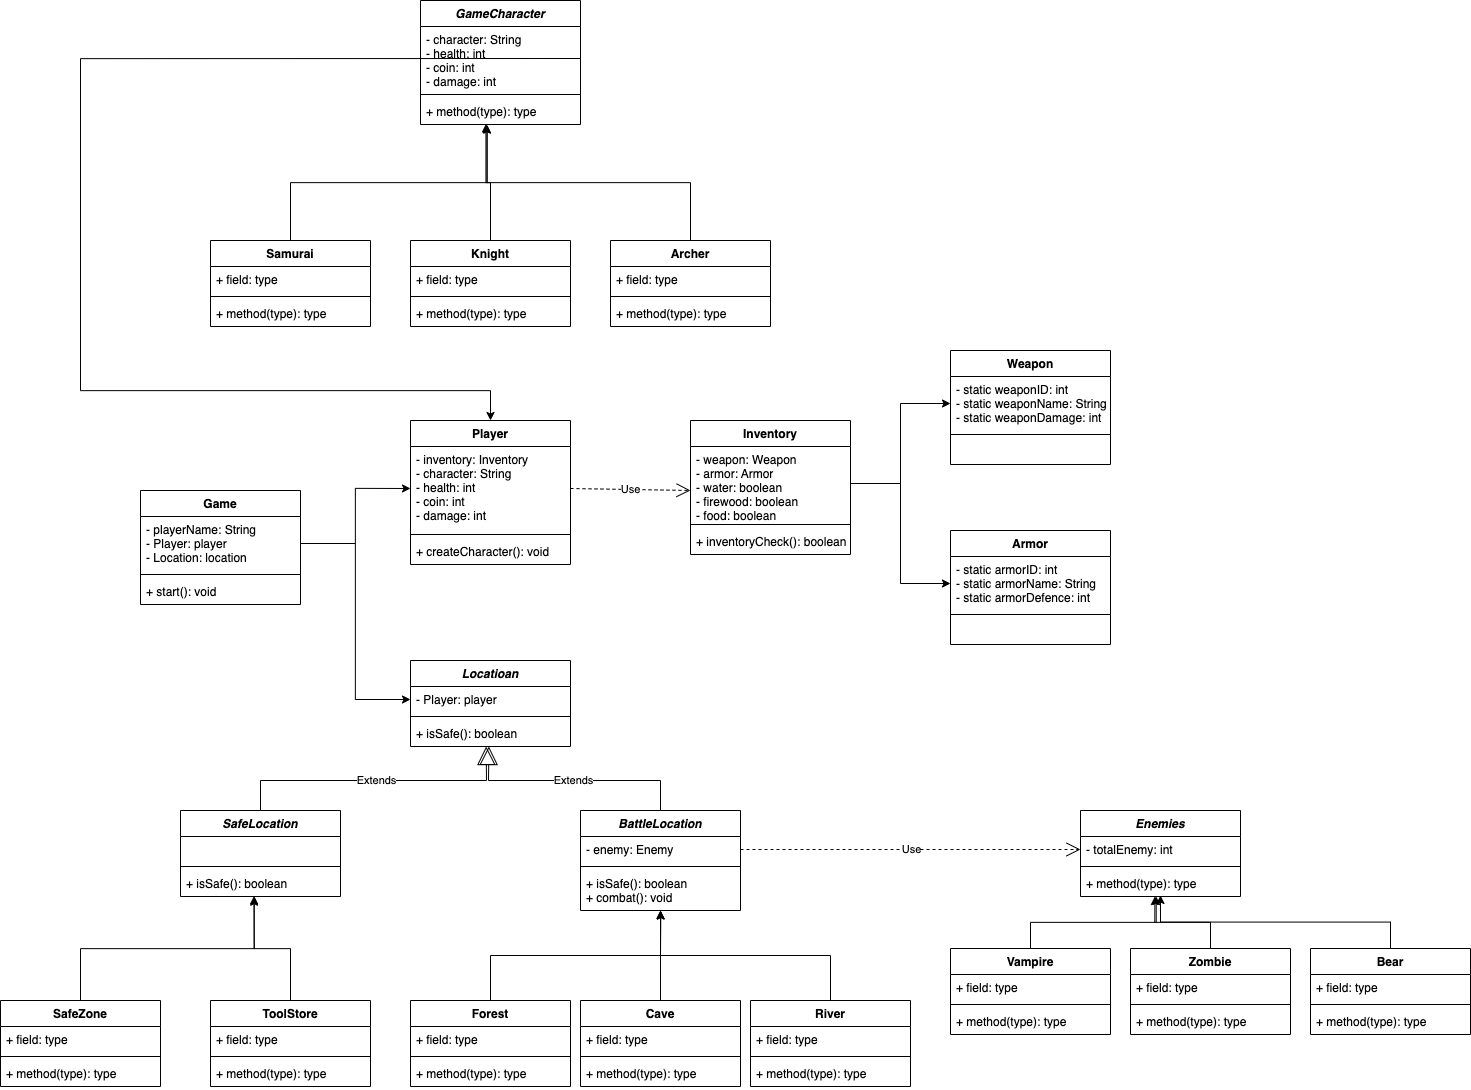 GameCharacter
- character: String
- health: int
- coin: int
- damage: int
+ method(type): type
Samurai
+ field: type
+ method(type): type
Knight
+ field: type
+ method(type): type
Archer
+ field: type
+ method(type): type
Weapon
- static weaponID: int
- static weaponName: String
- static weaponDamage: int
Player
- inventory: Inventory
- character: String
- health: int
- coin: int
- damage: int
+ createCharacter(): void
Use
Inventory
- weapon: Weapon
- armor: Armor
- water: boolean
- firewood: boolean
- food: boolean
+ inventoryCheck(): boolean
Game
- playerName: String
- Player: player
- Location: location
+ start(): void
Armor
- static armorID: int
- static armorName: String
- static armorDefence: int
Locatioan
- Player: player
+ isSafe(): boolean
Extends
Extends
SafeLocation
+ isSafe(): boolean
BattleLocation
- enemy: Enemy
+ isSafe(): boolean
+ combat(): void
Use
Enemies
- totalEnemy: int
+ method(type): type
Vampire
+ field: type
+ method(type): type
Zombie
+ field: type
+ method(type): type
Bear
+ field: type
+ method(type): type
SafeZone
+ field: type
+ method(type): type
ToolStore
+ field: type
+ method(type): type
Forest
+ field: type
+ method(type): type
Cave
+ field: type
+ method(type): type
River
+ field: type
+ method(type): type